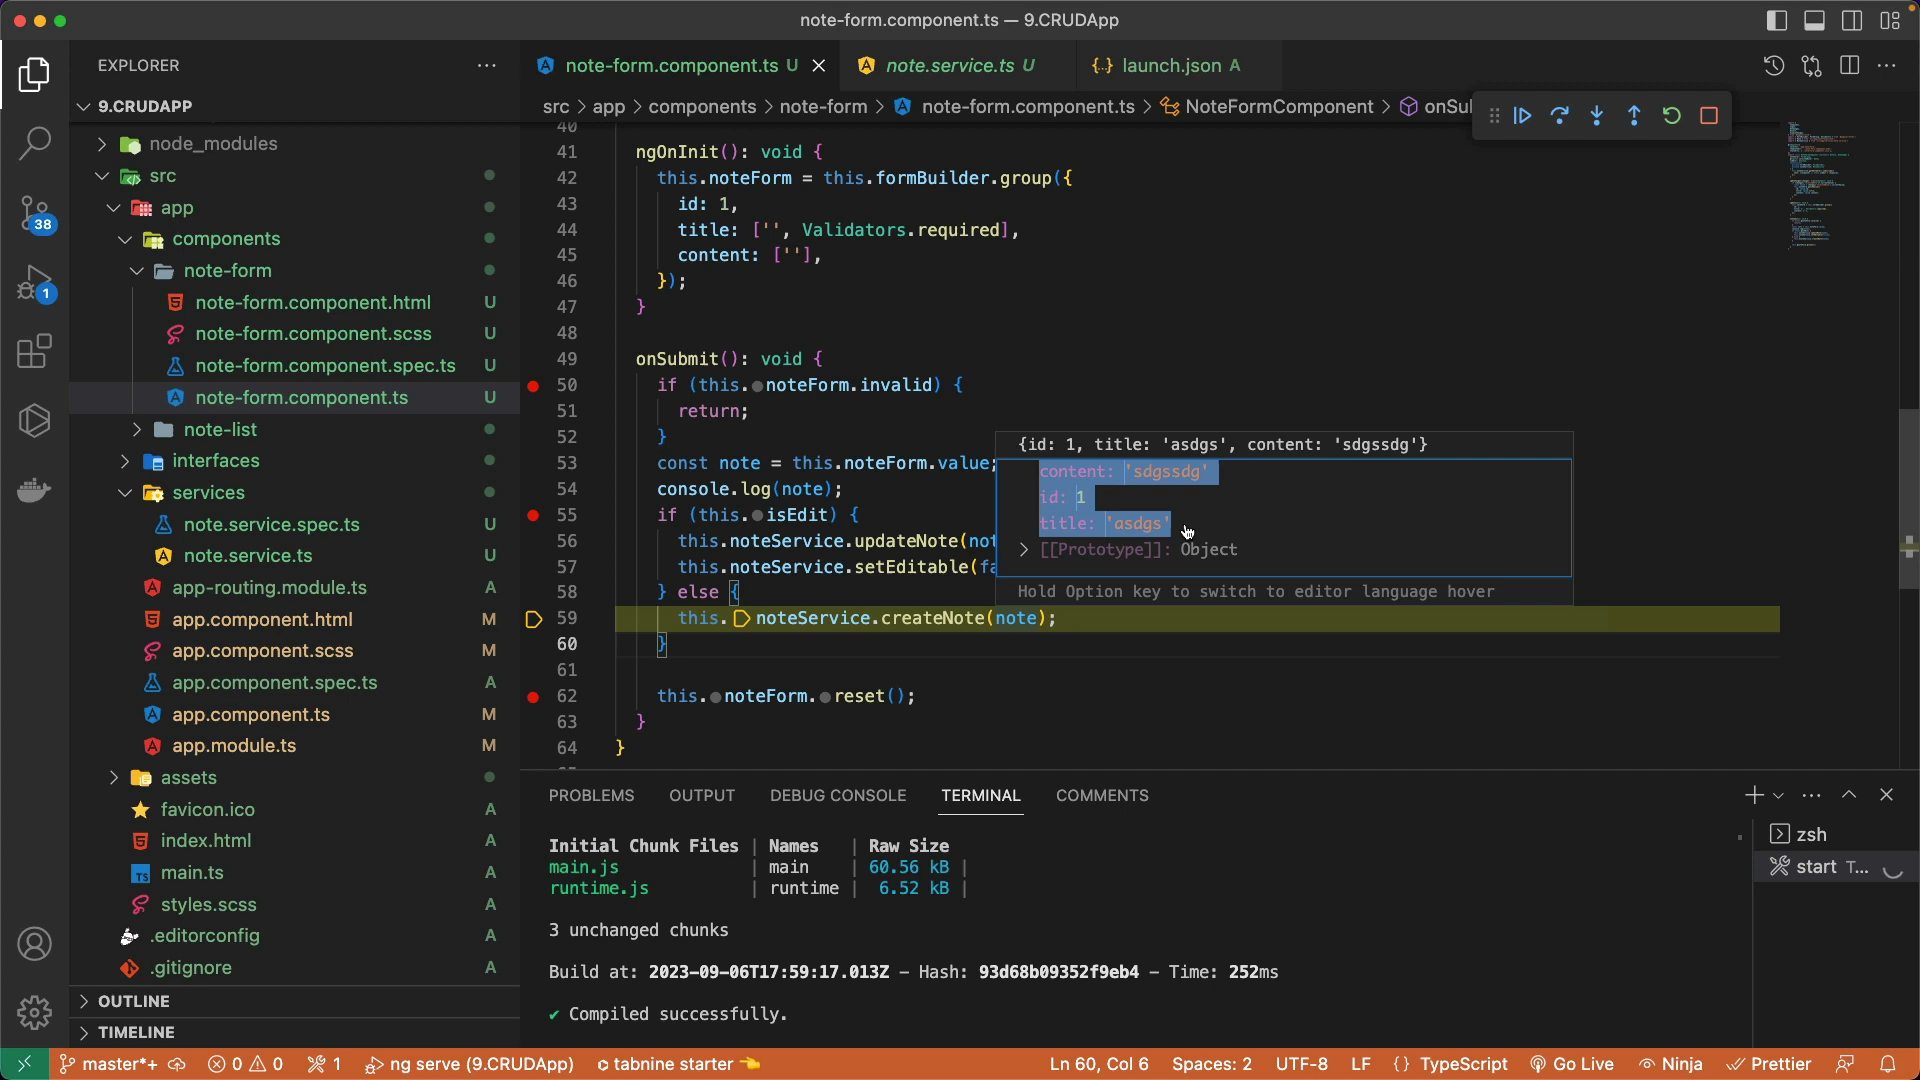 note-form.component.ts — 9.CRUDApp
EXPLORER
9.CRUDAPP
node_modules
src
app
components
note-form
note-form.component.html U
note-form.component.scss U
note-form.component.spec.ts U
note-form.component.ts U
note-list
interfaces
services
note.service.spec.ts U
note.service.ts U
app-routing.module.ts A
app.component.html M
app.component.scss M
app.component.spec.ts A
app.component.ts M
app.module.ts M
assets
favicon.ico A
index.html A
main.ts A
styles.scss A
.editorconfig A
.gitignore A
OUTLINE
TIMELINE
38
1
note-form.component.ts U
note.service.ts U
launch.json A
src > app > components > note-form > note-form.component.ts > NoteFormComponent > onSu
40
41 ngOnInit(): void {
42 this.noteForm = this.formBuilder.group({
43 id: 1,
44 title: ['', Validators.required],
45 content: [''],
46 });
47 }
48
49 onSubmit(): void {
50 if (this.noteForm.invalid) {
51 return;
52 }
53 const note = this.noteForm.value;
54 console.log(note);
55 if (this.isEdit) {
56 this.noteService.updateNote(not
57 this.noteService.setEditable(fa
58 } else {
59 this.noteService.createNote(note);
60 }
61
62 this.noteForm.reset();
63 }
64 }
{id: 1, title: 'asdgs', content: 'sdgssdg'}
content: 'sdgssdg'
id: 1
title: 'asdgs'
[[Prototype]]: Object
Hold Option key to switch to editor language hover
PROBLEMS OUTPUT DEBUG CONSOLE TERMINAL COMMENTS
Initial Chunk Files | Names | Raw Size
main.js | main | 60.56 kB |
runtime.js | runtime | 6.52 kB |
3 unchanged chunks
Build at: 2023-09-06T17:59:17.013Z - Hash: 93d68b09352f9eb4 - Time: 252ms
✔ Compiled successfully.
zsh
start T...
master*+ 0 0 1 ng serve (9.CRUDApp) tabnine starter Ln 60, Col 6 Spaces: 2 UTF-8 LF {} TypeScript Go Live Ninja Prettier